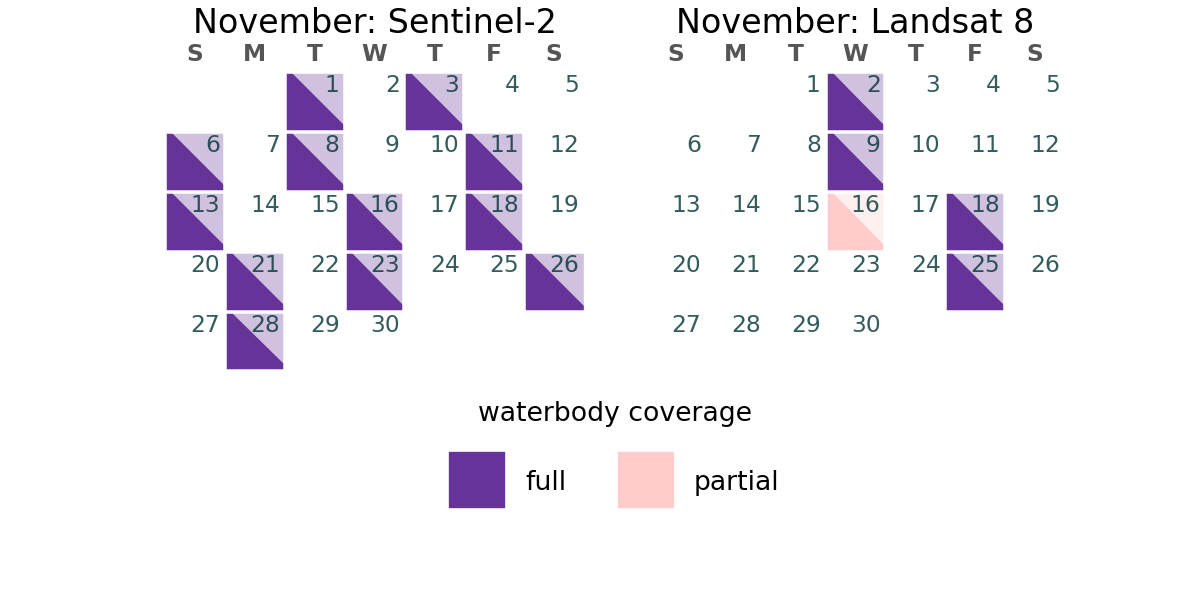 November: Sentinel-2
S M T W T F S
1 2 3 4 5
6 7 8 9 10 11 12
13 14 15 16 17 18 19
20 21 22 23 24 25 26
27 28 29 30
November: Landsat 8
S M T W T F S
1 2 3 4 5
6 7 8 9 10 11 12
13 14 15 16 17 18 19
20 21 22 23 24 25 26
27 28 29 30
waterbody coverage
full
partial